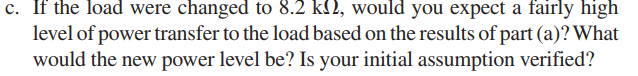 c. If the load were changed to 8.2 kΩ, would you expect a fairly high
level of power transfer to the load based on the results of part (a)? What
would the new power level be? Is your initial assumption verified?